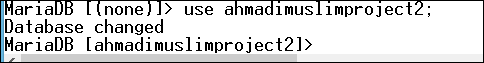 MariaDB [(none)]> use ahmadimuslimproject2;
Database changed
MariaDB [ahmadimuslimproject2]>